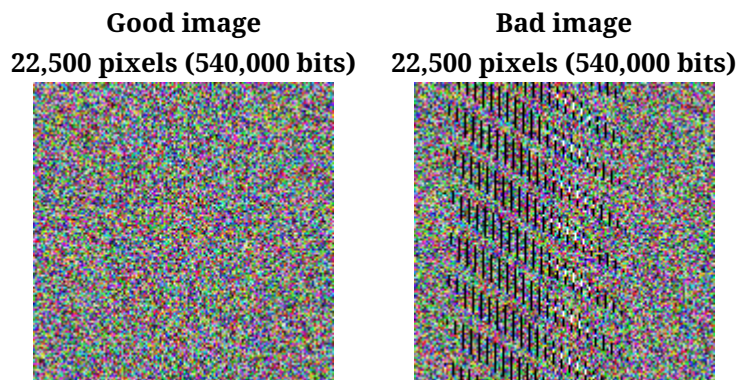 Good image
22,500 pixels (540,000 bits)
Bad image
22,500 pixels (540,000 bits)